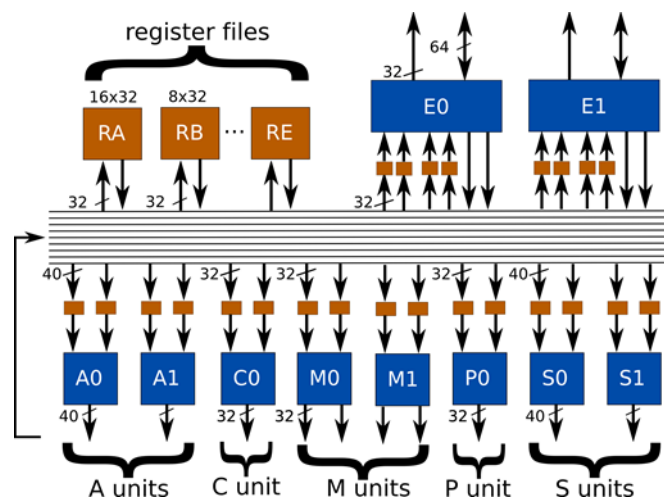 register files
16x32 8x32
RA RB ... RE
64
32
E0 E1
32 32 32
40 32 32 32 40
A0 A1 C0 M0 M1 P0 S0 S1
40 32 32 32 40
A units C unit M units P unit S units